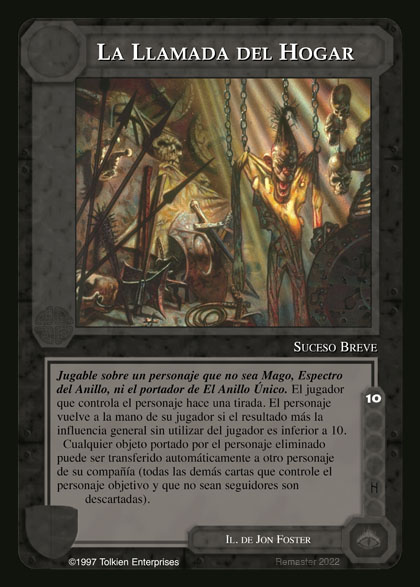 La Llamada del Hogar
Suceso Breve
Jugable sobre un personaje que no sea Mago, Espectro
del Anillo, ni el portador de El Anillo Único. El jugador
que controla el personaje hace una tirada. El personaje
vuelve a la mano de su jugador si el resultado más la
influencia general sin utilizar del jugador es inferior a 10.
Cualquier objeto portado por el personaje eliminado
puede ser transferido automáticamente a otro personaje
de su compañía (todas las demás cartas que controle el
personaje objetivo y que no sean seguidores son
descartadas).
10
H
Il. de Jon Foster
©1997 Tolkien Enterprises
Remaster 2022